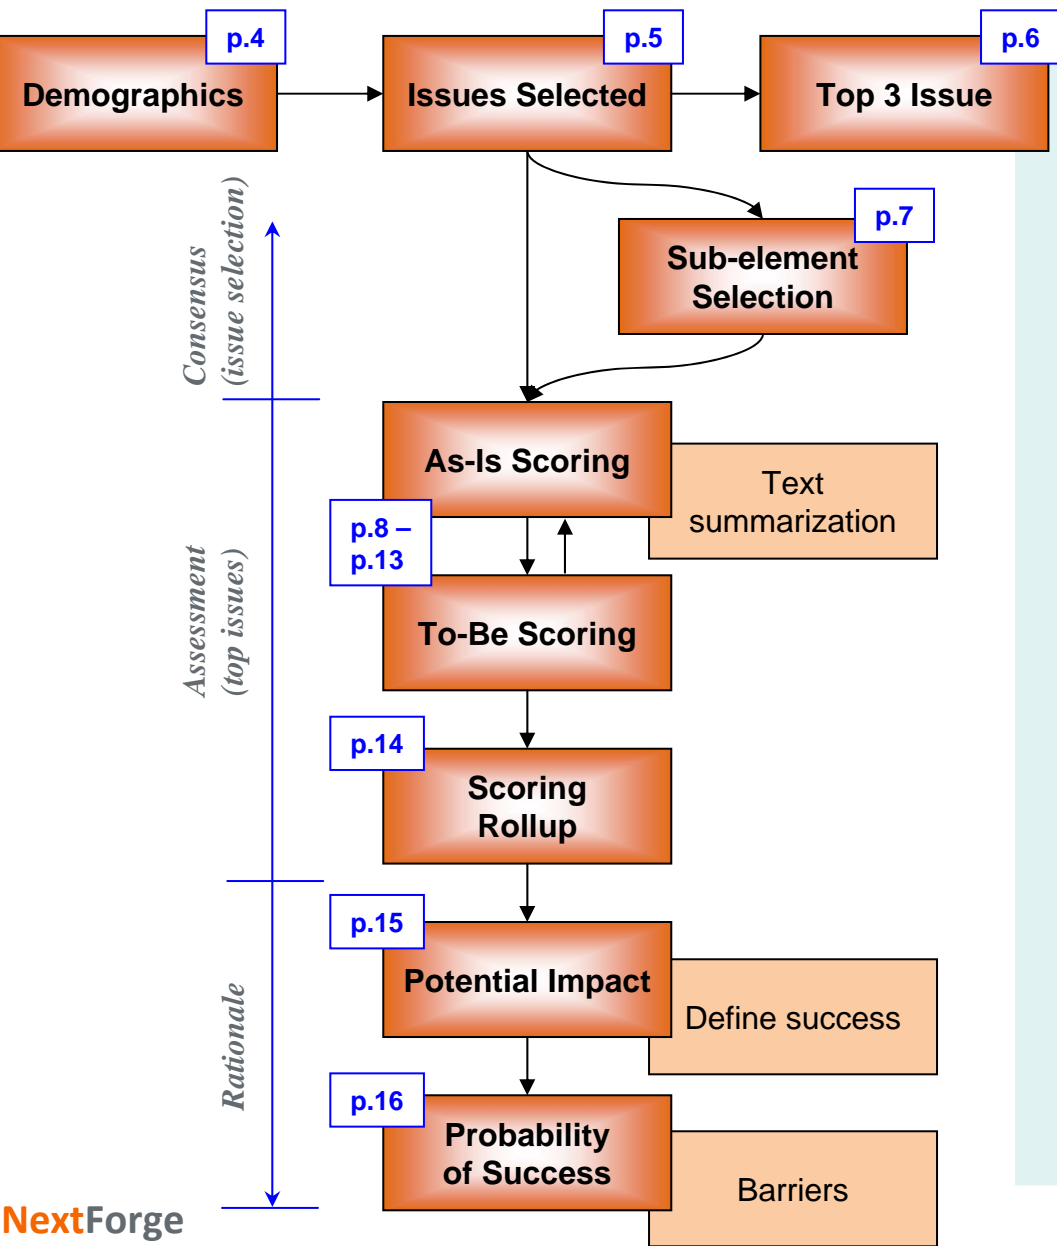 p.4
Demographics
p.5
Issues Selected
p.6
Top 3 Issue
p.7
Sub-element
Selection
Consensus
(issue selection)
As-Is Scoring
Text
summarization
p.8 –
p.13
To-Be Scoring
Assessment
(top issues)
p.14
Scoring
Rollup
p.15
Potential Impact
Define success
Rationale
p.16
Probability
of Success
Barriers
NextForge